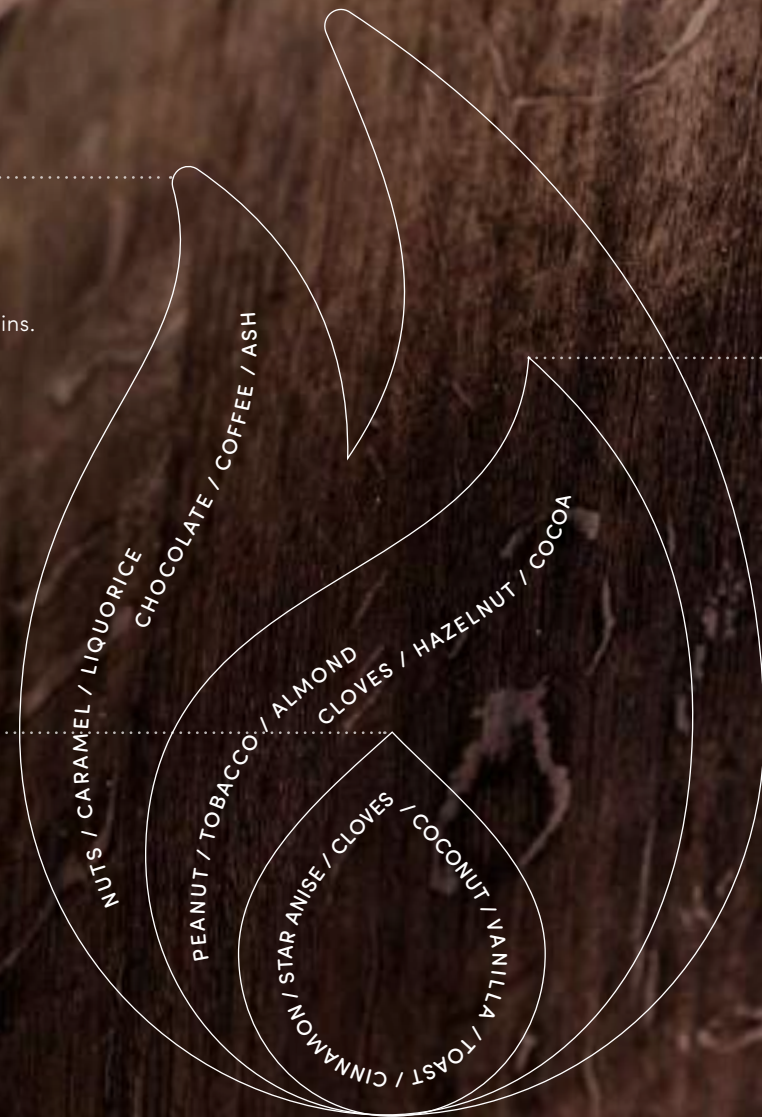 ins.
CHOCOLATE / COFFEE / ASH
NUTS / CARAMEL / LIQUORICE
CLOVES / HAZELNUT / COCOA
PEANUT / TOBACCO / ALMOND
CINNAMON / STAR ANISE / CLOVES / COCONUT / VANILLA / TOAST /